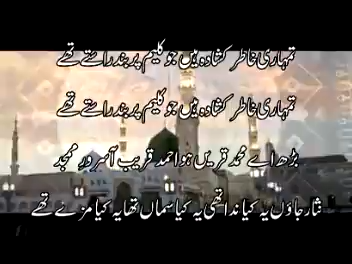 تمہاری خاطر کشادہ ہیں جو کلیم پر بند راستے تھے
تمہاری خاطر کشادہ ہیں جو کلیم پر بند راستے تھے
بڑھ اے محمد قریں ہو احمد قریب آ سرور ممجد
نثار جاؤں یہ کیا ندا تھی یہ کیا سماں تھا یہ کیا مزے تھے